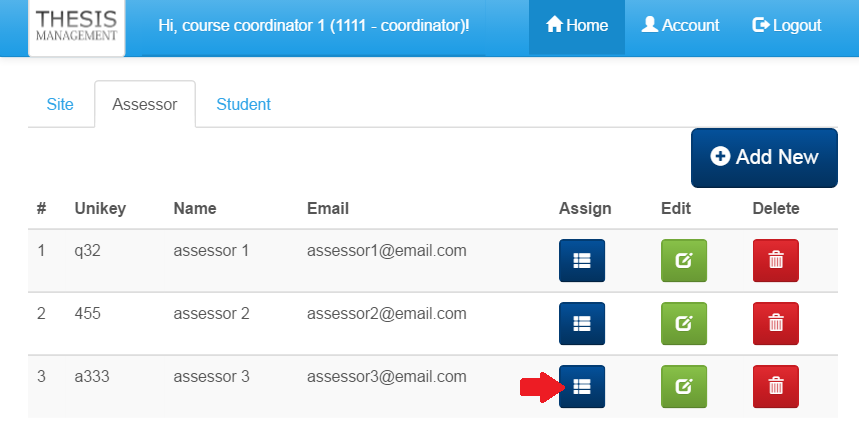 THESIS
MANAGEMENT
Hi, course coordinator 1 (1111 - coordinator)!
Home
Account
Logout
Site
Assessor
Student
Add New
# Unikey Name Email Assign Edit Delete
1 q32 assessor 1 assessor1@email.com
2 455 assessor 2 assessor2@email.com
3 a333 assessor 3 assessor3@email.com